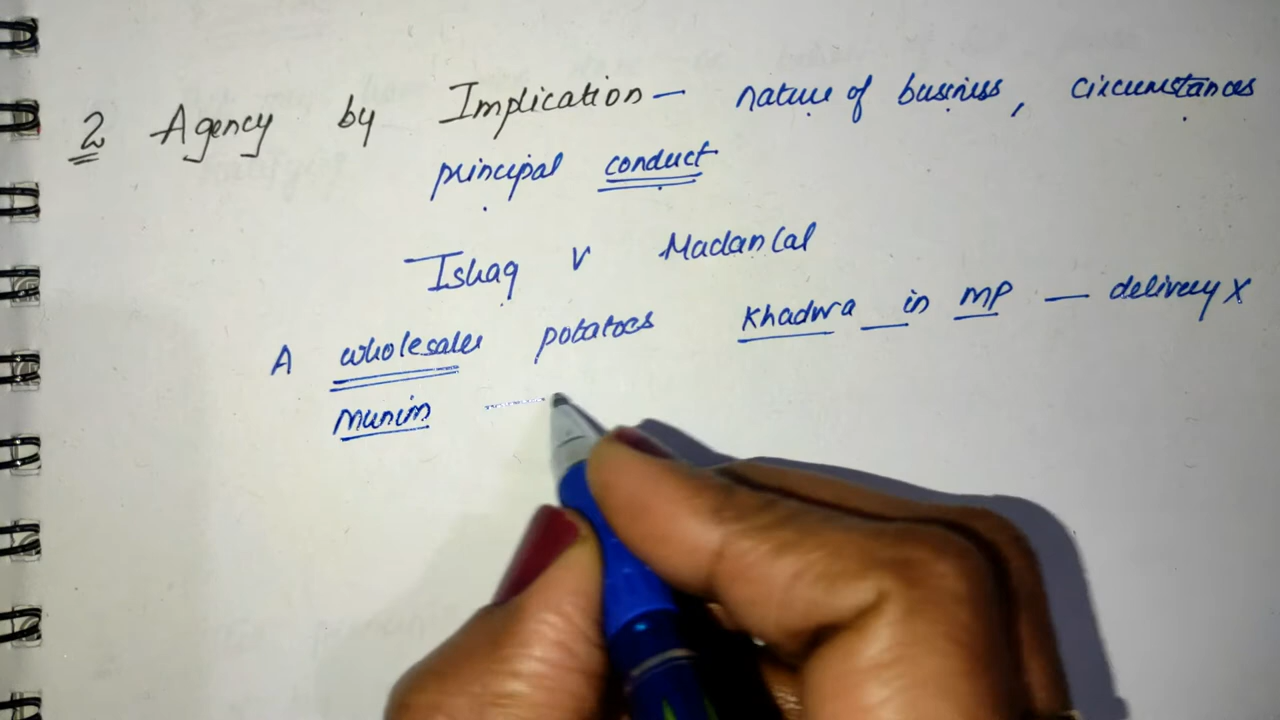 2 Agency by Implication - nature of business, circumstances
principal conduct
Ishaq v Madanlal
A wholesaler potatoes Khadwa in MP - delivery X
Munim